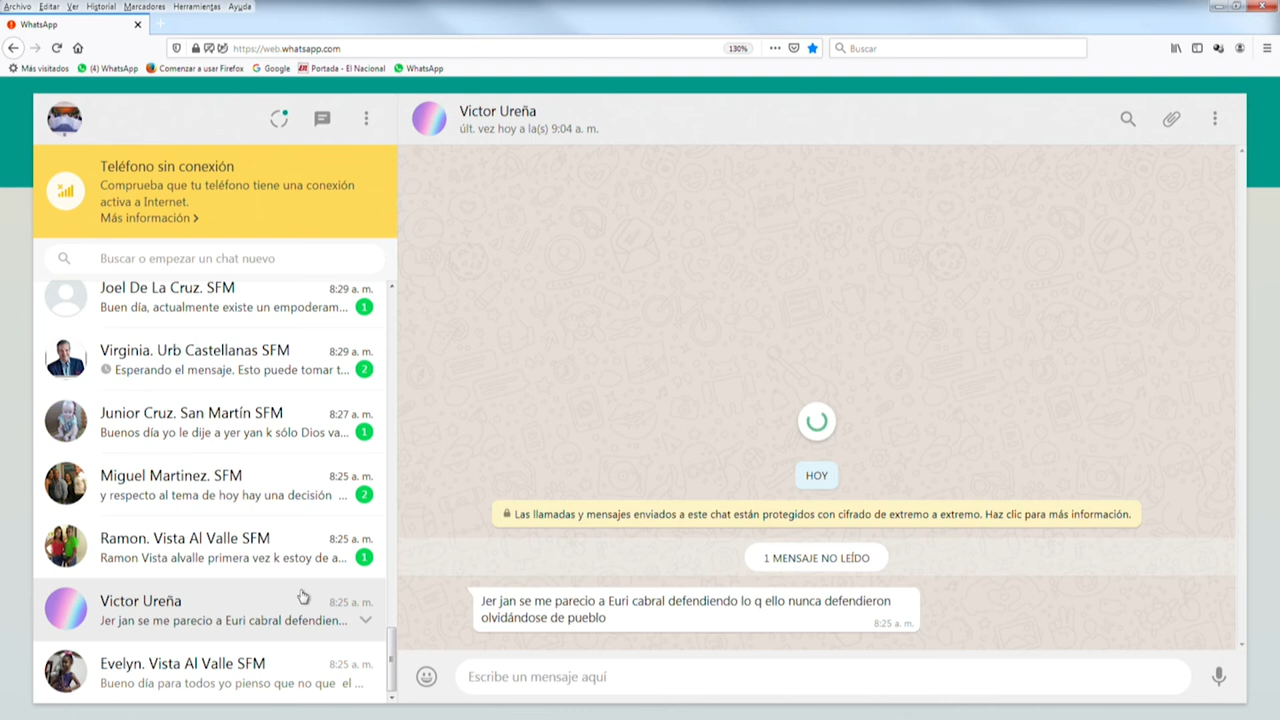 Archivo Editar Ver Historial Marcadores Herramientas Ayuda
WhatsApp
https://web.whatsapp.com
130%
Buscar
Más visitados
(4) WhatsApp
Comenzar a usar Firefox
Google
Portada - El Nacional
WhatsApp
Teléfono sin conexión
Comprueba que tu teléfono tiene una conexión
activa a Internet.
Más información
Buscar o empezar un chat nuevo
Joel De La Cruz. SFM
8:29 a. m.
Buen día, actualmente existe un empoderam...
1
Virginia. Urb Castellanas SFM
8:29 a. m.
Esperando el mensaje. Esto puede tomar t...
2
Junior Cruz. San Martín SFM
8:27 a. m.
Buenos día yo le dije a yer yan k sólo Dios va...
1
Miguel Martinez. SFM
8:25 a. m.
y respecto al tema de hoy hay una decisión ...
2
Ramon. Vista Al Valle SFM
8:25 a. m.
Ramon Vista alvalle primera vez k estoy de a...
1
Victor Ureña
8:25 a. m.
Jer jan se me parecio a Euri cabral defendien...
Evelyn. Vista Al Valle SFM
8:25 a. m.
Bueno día para todos yo pienso que no que el ...
Victor Ureña
últ. vez hoy a la(s) 9:04 a. m.
HOY
Las llamadas y mensajes enviados a este chat están protegidos con cifrado de extremo a extremo. Haz clic para más información.
1 MENSAJE NO LEÍDO
Jer jan se me parecio a Euri cabral defendiendo lo q ello nunca defendieron
olvidándose de pueblo
8:25 a. m.
Escribe un mensaje aquí